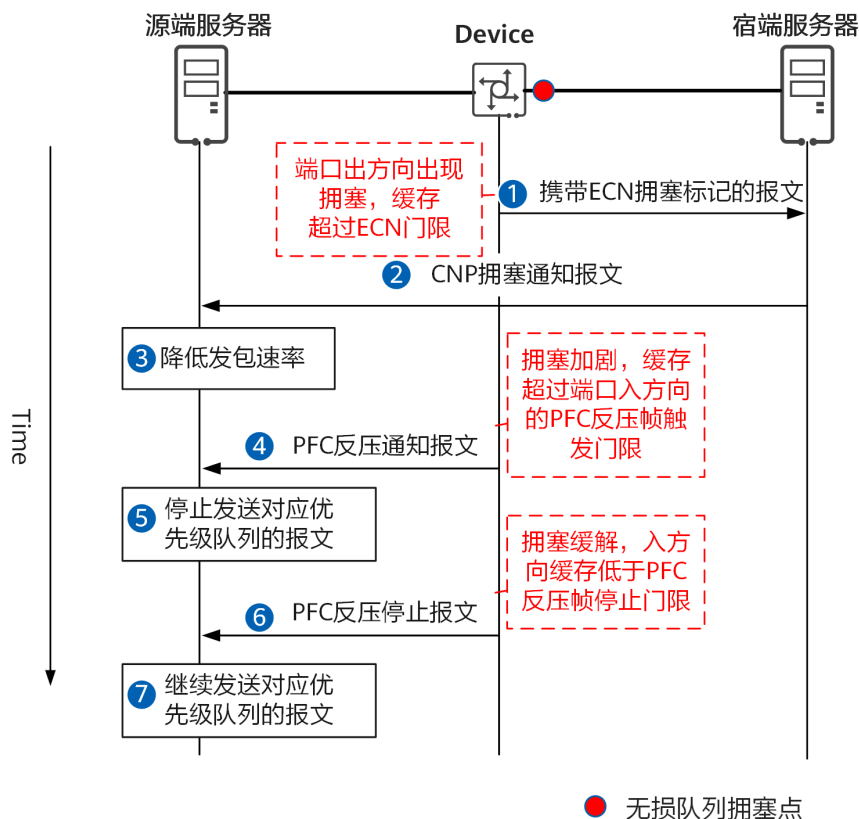 源端服务器
Device
宿端服务器
端口出方向出现
拥塞，缓存
超过ECN门限
1 携带ECN拥塞标记的报文
2 CNP拥塞通知报文
3 降低发包速率
拥塞加剧，缓存
超过端口入方向
的PFC反压帧触
发门限
4 PFC反压通知报文
5 停止发送对应优
先级队列的报文
拥塞缓解，入方
向缓存低于PFC
反压帧停止门限
6 PFC反压停止报文
7 继续发送对应优
先级队列的报文
Time
无损队列拥塞点